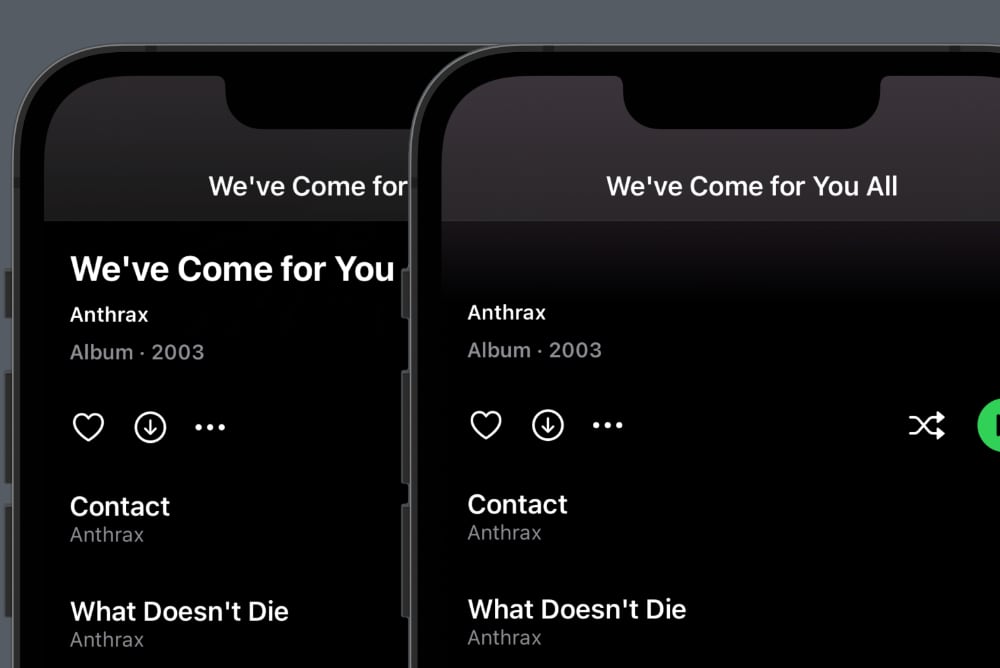 We've Come for
We've Come for You
Anthrax
Album · 2003
Contact
Anthrax
What Doesn't Die
Anthrax
We've Come for You All
Anthrax
Album · 2003
Contact
Anthrax
What Doesn't Die
Anthrax